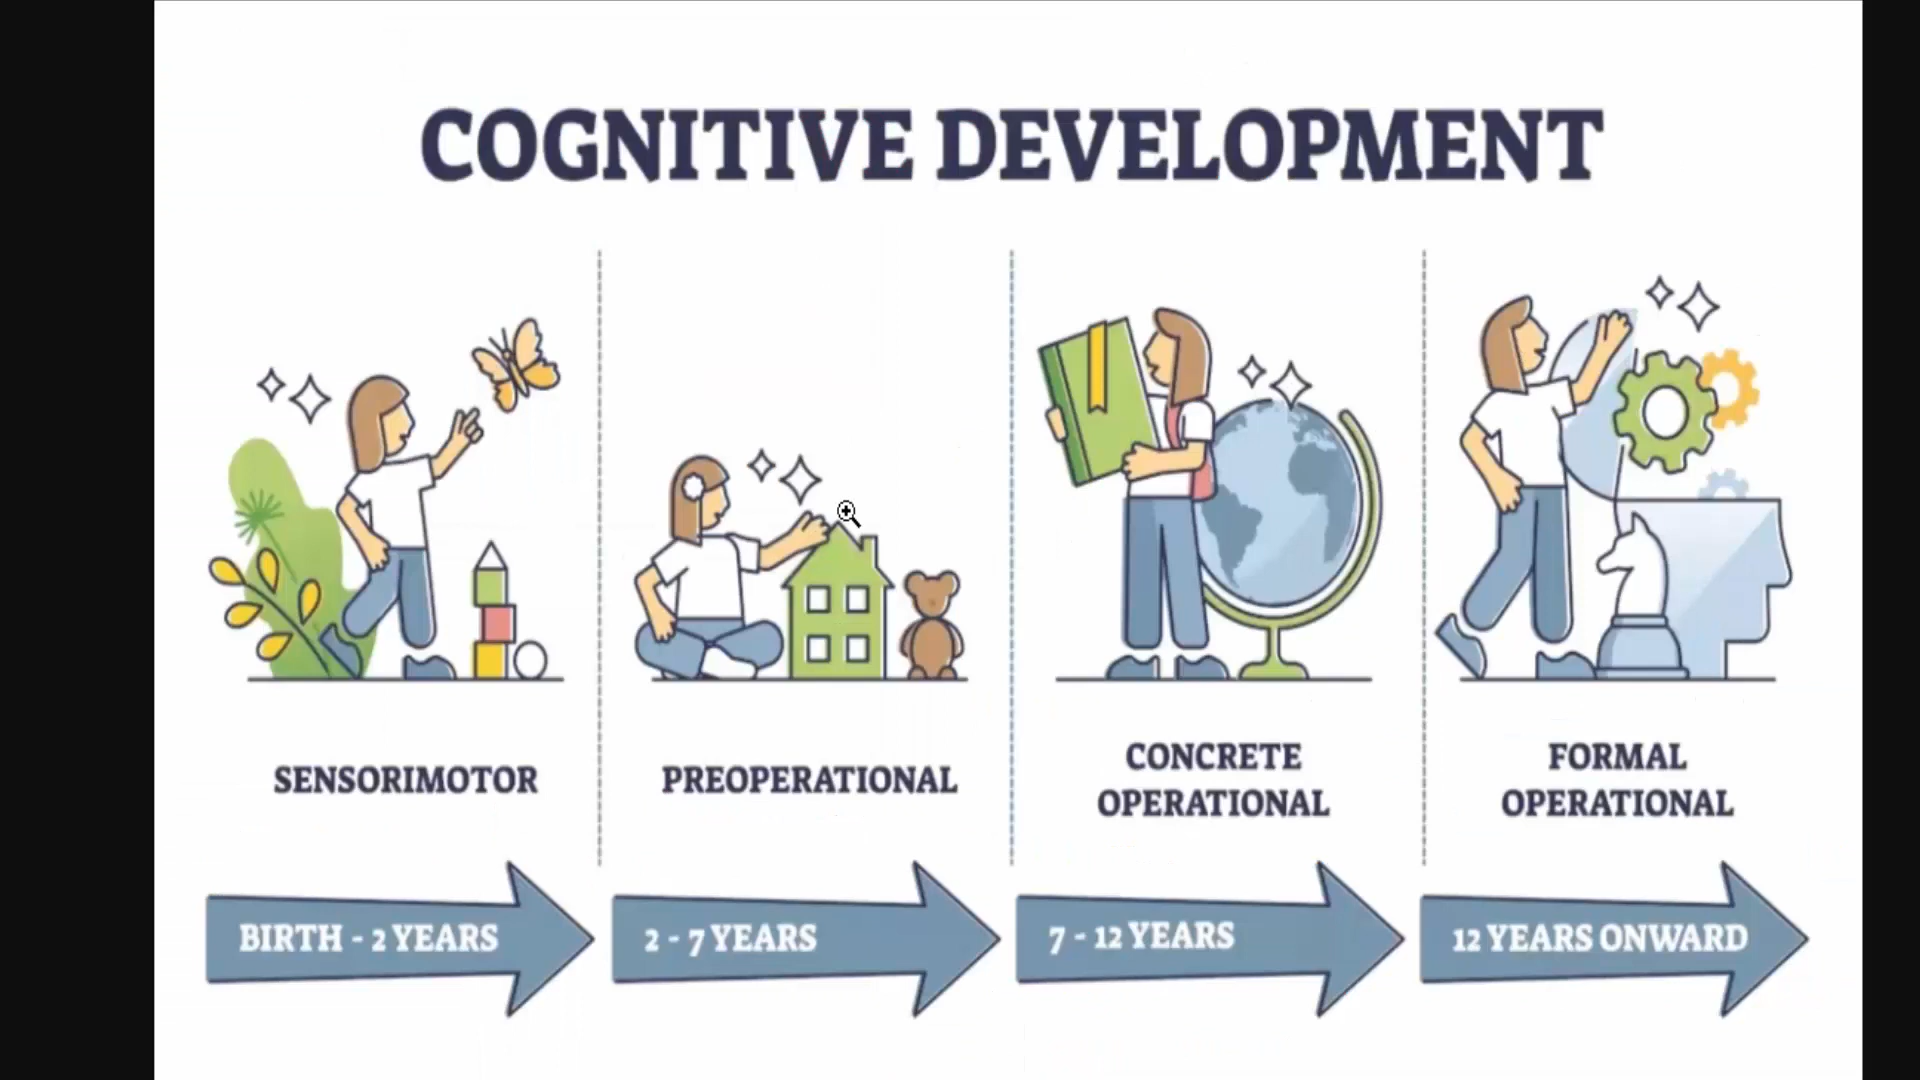 COGNITIVE DEVELOPMENT
SENSORIMOTOR
PREOPERATIONAL
CONCRETE
OPERATIONAL
FORMAL
OPERATIONAL
BIRTH - 2 YEARS
2 - 7 YEARS
7 - 12 YEARS
12 YEARS ONWARD